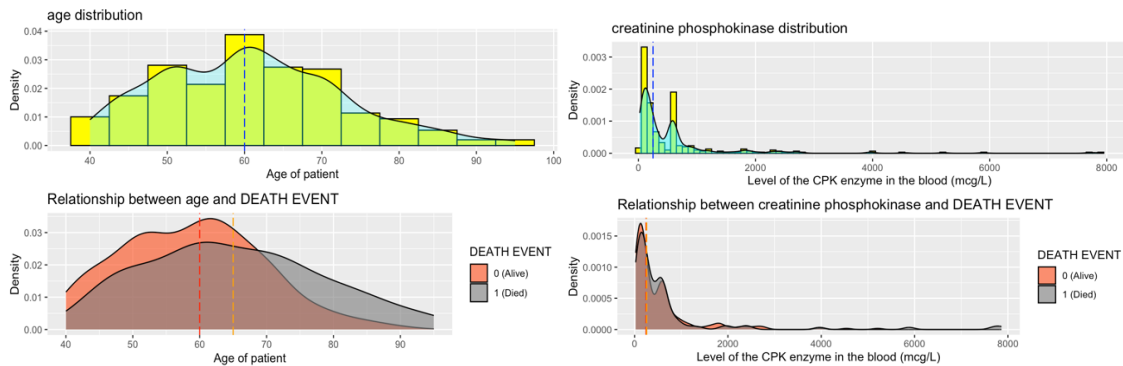 age distribution
0.04
0.03
0.02
0.01
0.00
Density
40 50 60 70 80 90 100
Age of patient
creatinine phosphokinase distribution
0.003
0.002
0.001
0.000
Density
0 2000 4000 6000 8000
Level of the CPK enzyme in the blood (mcg/L)
Relationship between age and DEATH EVENT
0.03
0.02
0.01
0.00
Density
40 50 60 70 80 90
Age of patient
DEATH EVENT
0 (Alive)
1 (Died)
Relationship between creatinine phosphokinase and DEATH EVENT
0.0015
0.0010
0.0005
0.0000
Density
0 2000 4000 6000 8000
Level of the CPK enzyme in the blood (mcg/L)
DEATH EVENT
0 (Alive)
1 (Died)